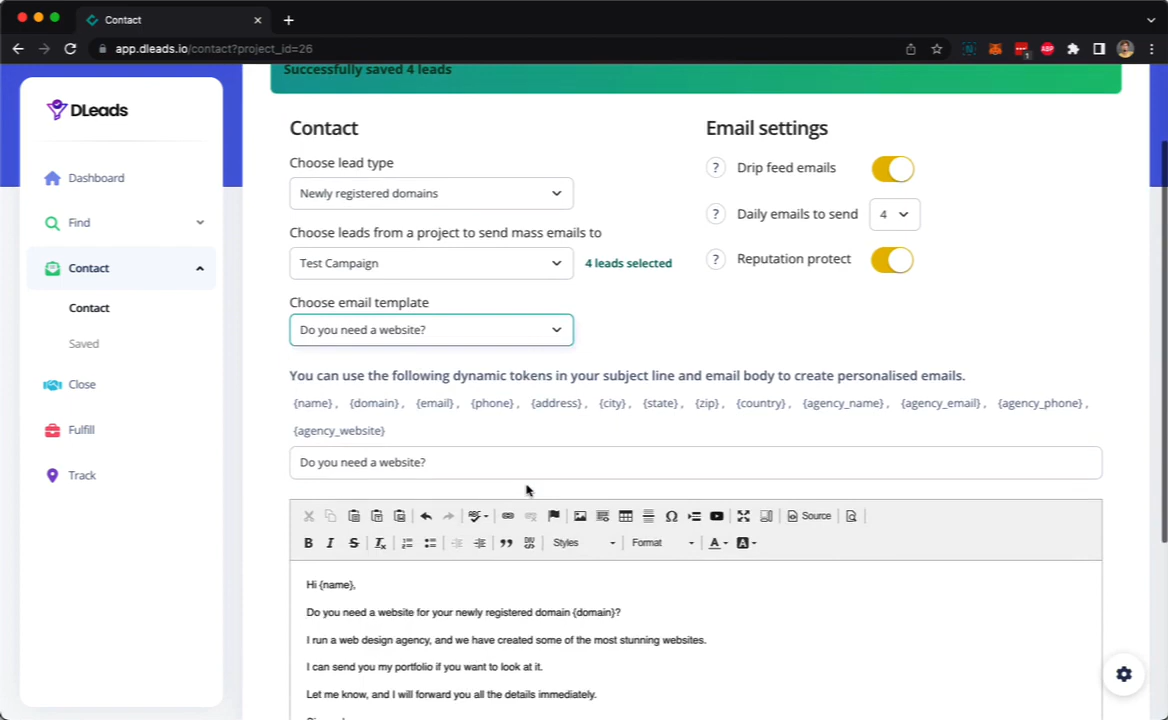 Contact
app.dleads.io/contact?project_id=26
1
ABP
DLeads
Dashboard
Find
Contact
Contact
Saved
Close
Fulfill
Track
Successfully saved 4 leads
Contact
Choose lead type
Newly registered domains
Choose leads from a project to send mass emails to
Test Campaign
4 leads selected
Choose email template
Do you need a website?
Email settings
? Drip feed emails
? Daily emails to send 4
? Reputation protect
You can use the following dynamic tokens in your subject line and email body to create personalised emails.
{name} , {domain} , {email} , {phone} , {address} , {city} , {state} , {zip} , {country} , {agency_name} , {agency_email} , {agency_phone} ,
{agency_website}
Do you need a website?
Source
B I S Styles Format A A
Hi {name},
Do you need a website for your newly registered domain {domain}?
I run a web design agency, and we have created some of the most stunning websites.
I can send you my portfolio if you want to look at it.
Let me know, and I will forward you all the details immediately.